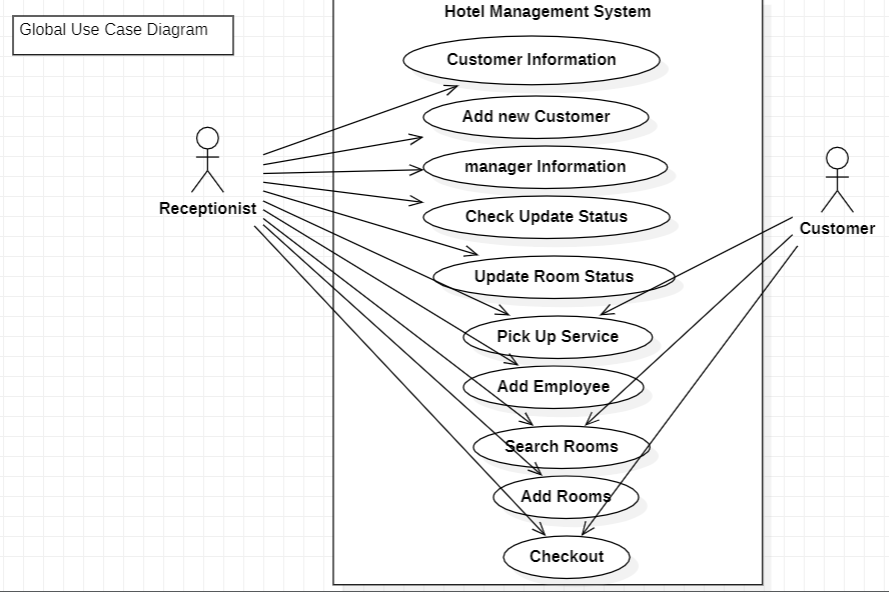 Hotel Management System
Global Use Case Diagram
Customer Information
Add new Customer
manager Information
Receptionist
Check Update Status
Customer
Update Room Status
Pick Up Service
Add Employee
Search Rooms
Add Rooms
Checkout